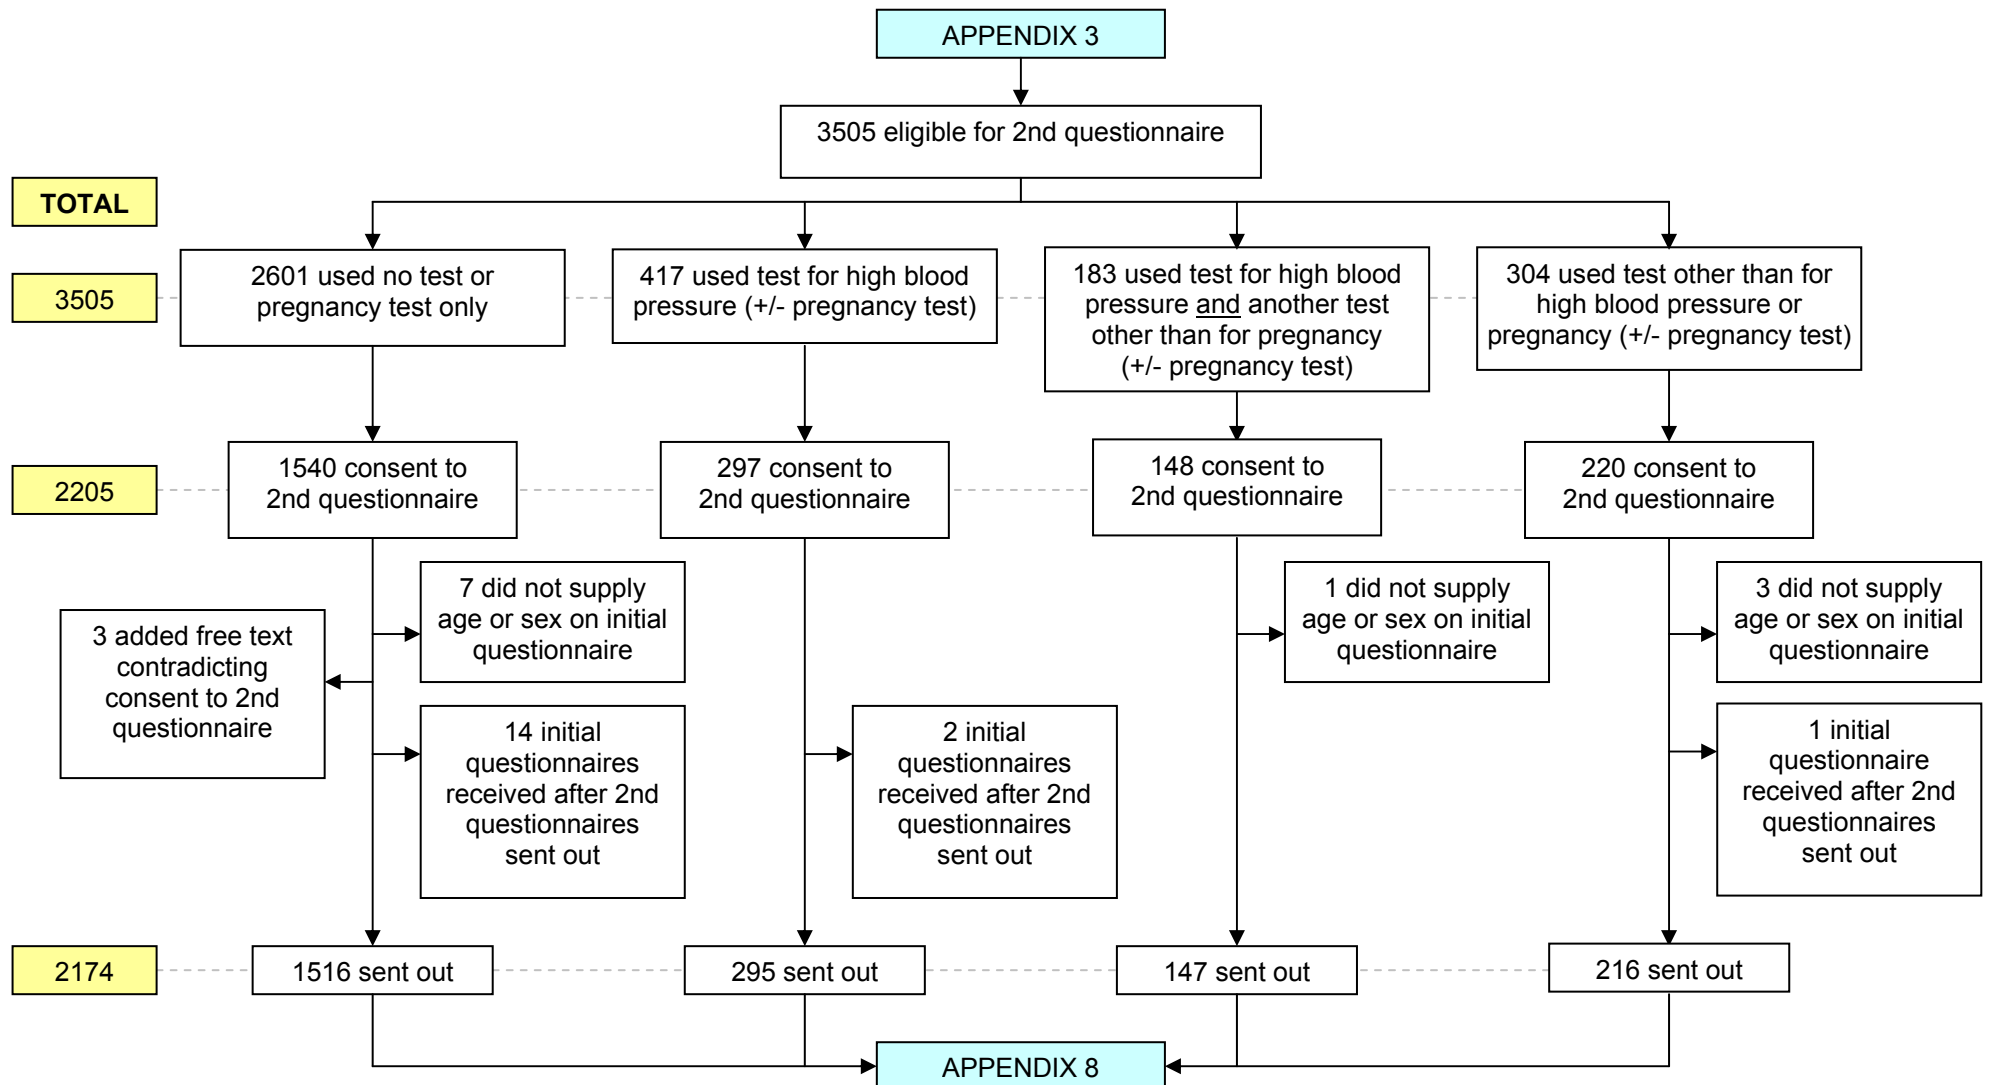 APPENDIX 3
3505 eligible for 2nd questionnaire
TOTAL
3505
2601 used no test or
pregnancy test only
417 used test for high blood
pressure (+/- pregnancy test)
183 used test for high blood
pressure and another test
other than for pregnancy
(+/- pregnancy test)
304 used test other than for
high blood pressure or
pregnancy (+/- pregnancy test)
2205
1540 consent to
2nd questionnaire
297 consent to
2nd questionnaire
148 consent to
2nd questionnaire
220 consent to
2nd questionnaire
3 added free text
contradicting
consent to 2nd
questionnaire
7 did not supply
age or sex on initial
questionnaire
1 did not supply
age or sex on initial
questionnaire
3 did not supply
age or sex on initial
questionnaire
14 initial
questionnaires
received after 2nd
questionnaires
sent out
2 initial
questionnaires
received after 2nd
questionnaires
sent out
1 initial
questionnaire
received after 2nd
questionnaires
sent out
2174
1516 sent out
295 sent out
147 sent out
216 sent out
APPENDIX 8